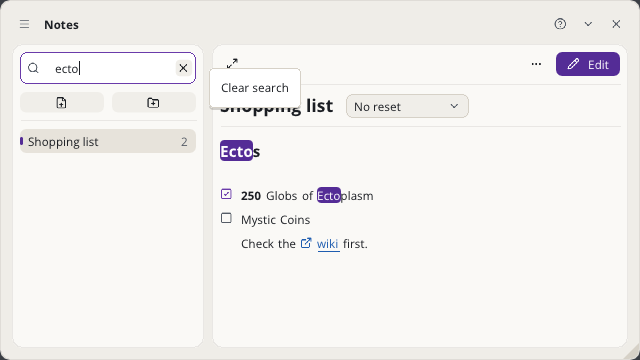 Notes
ecto
Clear search
Edit
Shopping list
No reset
Shopping list 2
Ectos
250 Globs of Ectoplasm
Mystic Coins
Check the wiki first.